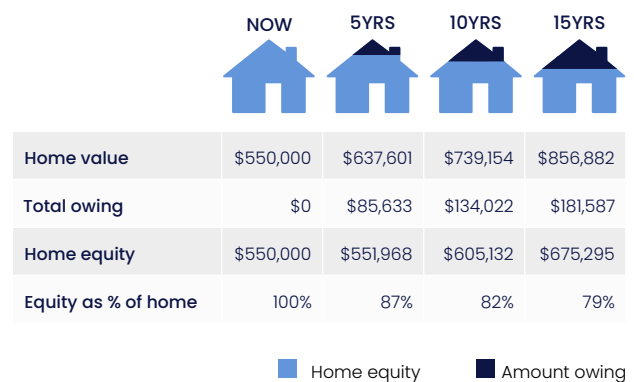 NOW 5YRS 10YRS 15YRS
Home value $550,000 $637,601 $739,154 $856,882
Total owing $0 $85,633 $134,022 $181,587
Home equity $550,000 $551,968 $605,132 $675,295
Equity as % of home 100% 87% 82% 79%
Home equity Amount owing